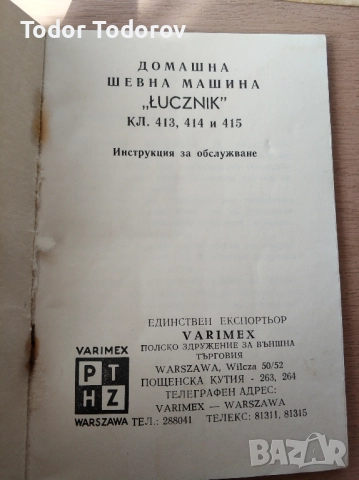 Todor Todorov
ДОМАШНА
ШЕВНА МАШИНА
„ŁUCZNIK”
КЛ. 413, 414 и 415
Инструкция за обслужване
ЕДИНСТВЕН ЕКСПОРТЬОР
VARIMEX
ПОЛСКО ЗДРУЖЕНИЕ ЗА ВЪНШНА
ТЪРГОВИЯ
WARSZAWA, Wilcza 50/52
ПОЩЕНСКА КУТИЯ - 263, 264
ТЕЛЕГРАФЕН АДРЕС:
VARIMEX — WARSZAWA
ТЕЛ.: 288041 ТЕЛЕКС: 81311, 81315
VARIMEX
PT
HZ
WARSZAWA
BAZAR